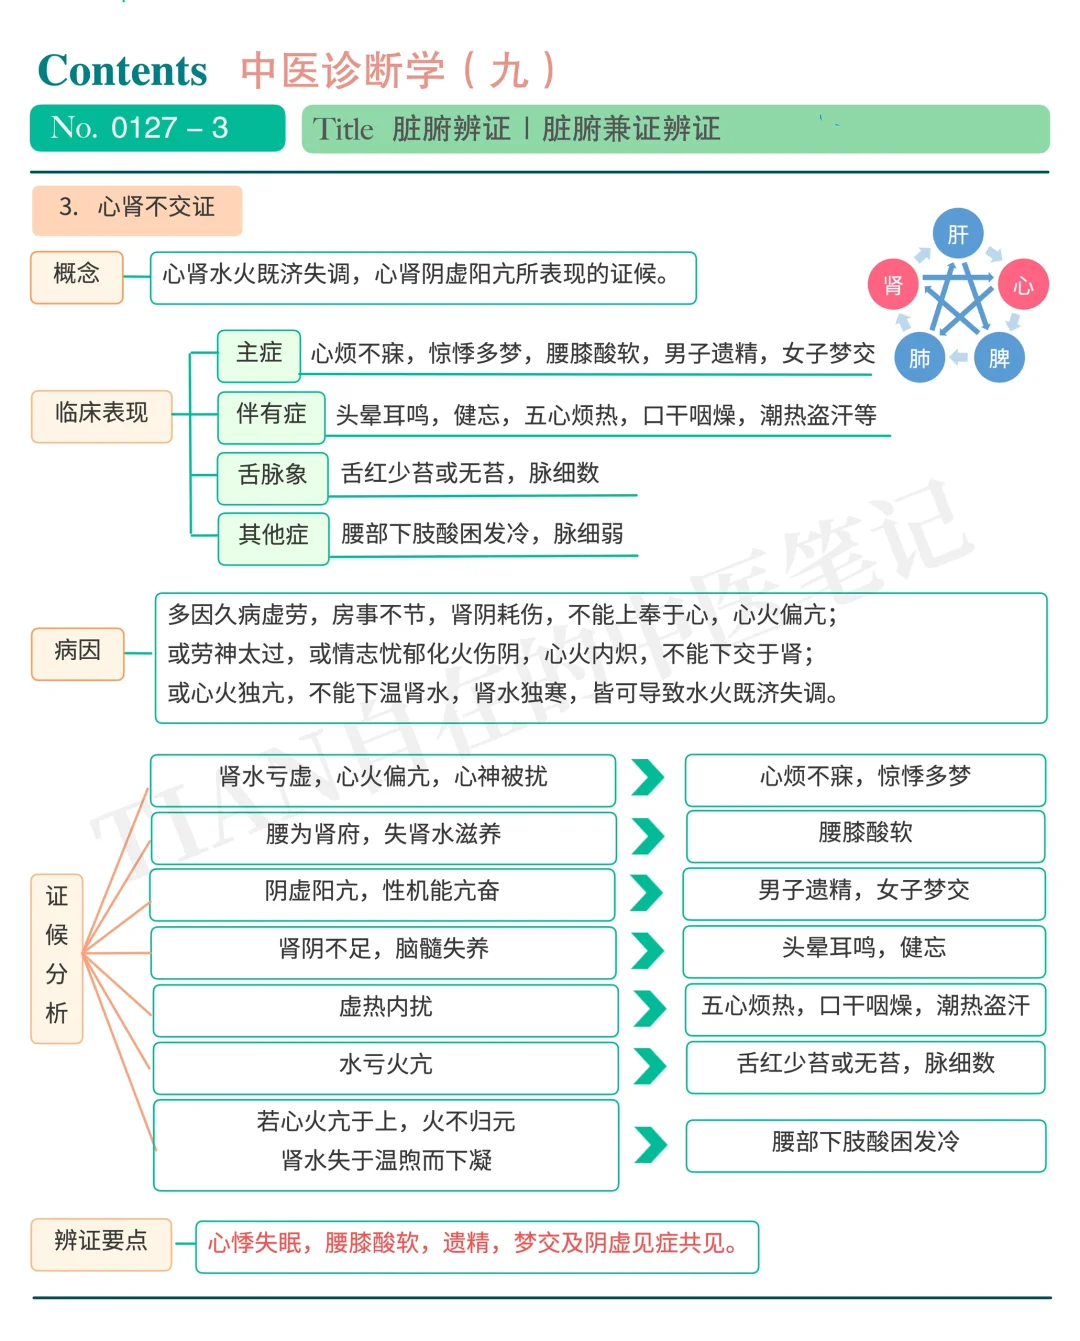 Contents 中医诊断学（九）
No. 0127 – 3
Title 脏腑辨证 | 脏腑兼证辨证
3. 心肾不交证
概念
心肾水火既济失调，心肾阴虚阳亢所表现的证候。
肝
肾
心
肺
脾
临床表现
主症
心烦不寐，惊悸多梦，腰膝酸软，男子遗精，女子梦交
伴有症
头晕耳鸣，健忘，五心烦热，口干咽燥，潮热盗汗等
舌脉象
舌红少苔或无苔，脉细数
其他症
腰部下肢酸困发冷，脉细弱
病因
多因久病虚劳，房事不节，肾阴耗伤，不能上奉于心，心火偏亢；
或劳神太过，或情志忧郁化火伤阴，心火内炽，不能下交于肾；
或心火独亢，不能下温肾水，肾水独寒，皆可导致水火既济失调。
证候分析
肾水亏虚，心火偏亢，心神被扰
心烦不寐，惊悸多梦
腰为肾府，失肾水滋养
腰膝酸软
阴虚阳亢，性机能亢奋
男子遗精，女子梦交
肾阴不足，脑髓失养
头晕耳鸣，健忘
虚热内扰
五心烦热，口干咽燥，潮热盗汗
水亏火亢
舌红少苔或无苔，脉细数
若心火亢于上，火不归元
肾水失于温煦而下凝
腰部下肢酸困发冷
辨证要点
心悸失眠，腰膝酸软，遗精，梦交及阴虚见症共见。
TIAN自在的中医笔记